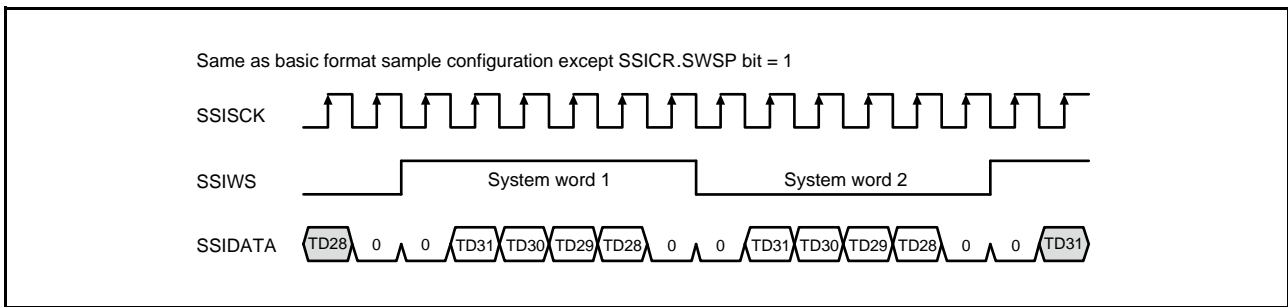 Same as basic format sample configuration except SSICR.SWSP bit = 1
SSISCK
SSIWS System word 1 System word 2
SSIDATA TD28 0 0 TD31 TD30 TD29 TD28 0 0 TD31 TD30 TD29 TD28 0 0 TD31